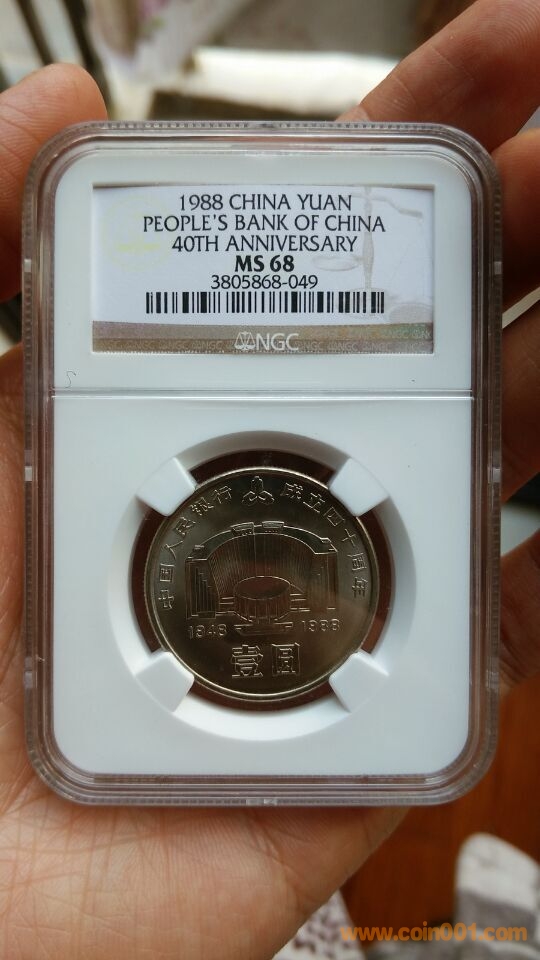 1988 CHINA YUAN
PEOPLE'S BANK OF CHINA
40TH ANNIVERSARY
MS 68
3805868-049
NGC
中国人民银行 成立四十周年
1948 1988
壹圆
www.coin001.com